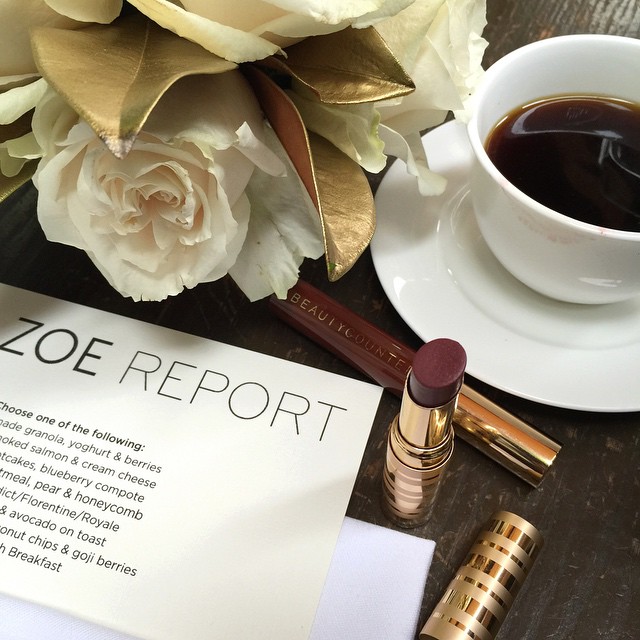 ZOE REPORT
Choose one of the following:
made granola, yoghurt & berries
oked salmon & cream cheese
tcakes, blueberry compote
tmeal, pear & honeycomb
dict/Florentine/Royale
& avocado on toast
onut chips & goji berries
h Breakfast
BEAUTYCOUNTE